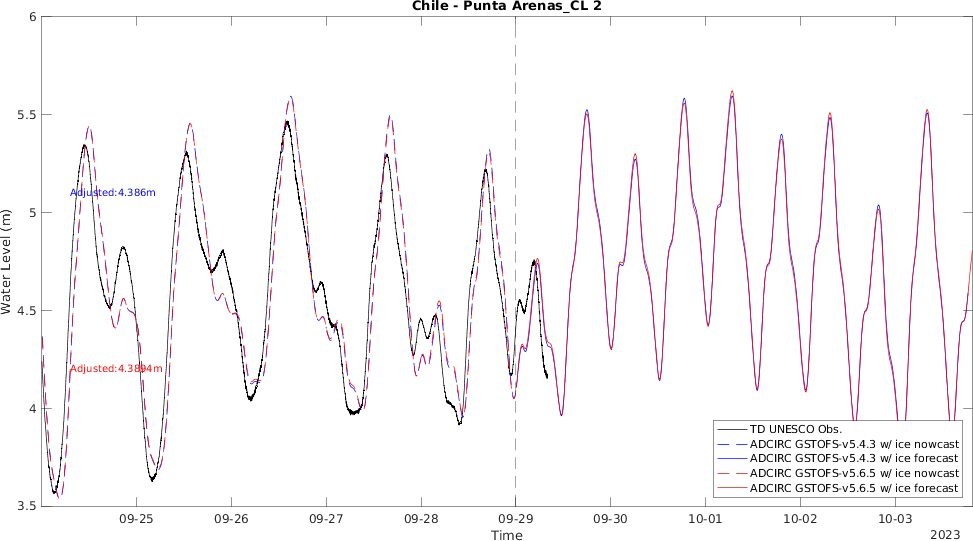 Chile - Punta Arenas_CL 2
6
5.5
5
4.5
4
3.5
Water Level (m)
Adjusted:4.386m
Adjusted:4.3894m
TD UNESCO Obs.
ADCIRC GSTOFS-v5.4.3 w/ ice nowcast
ADCIRC GSTOFS-v5.4.3 w/ ice forecast
ADCIRC GSTOFS-v5.6.5 w/ ice nowcast
ADCIRC GSTOFS-v5.6.5 w/ ice forecast
09-25 09-26 09-27 09-28 09-29 09-30 10-01 10-02 10-03
Time
2023